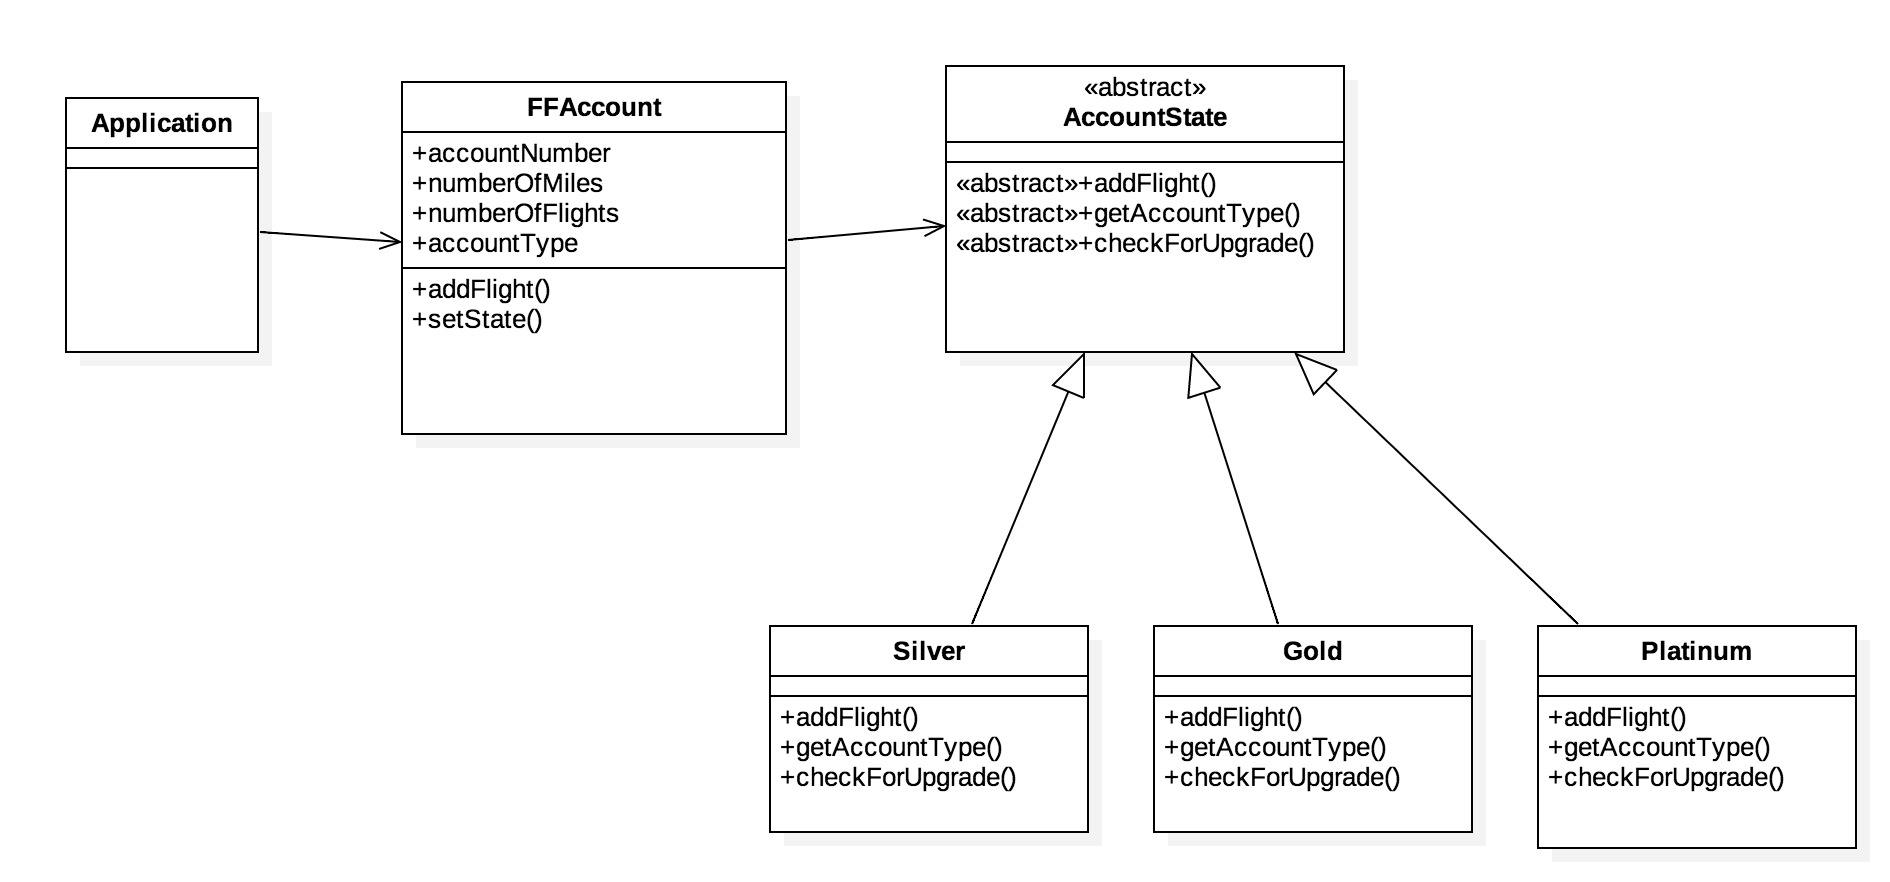 Application
FFAccount
+accountNumber
+numberOfMiles
+numberOfFlights
+accountType
+addFlight()
+setState()
«abstract»
AccountState
«abstract»+addFlight()
«abstract»+getAccountType()
«abstract»+checkForUpgrade()
Silver
+addFlight()
+getAccountType()
+checkForUpgrade()
Gold
+addFlight()
+getAccountType()
+checkForUpgrade()
Platinum
+addFlight()
+getAccountType()
+checkForUpgrade()